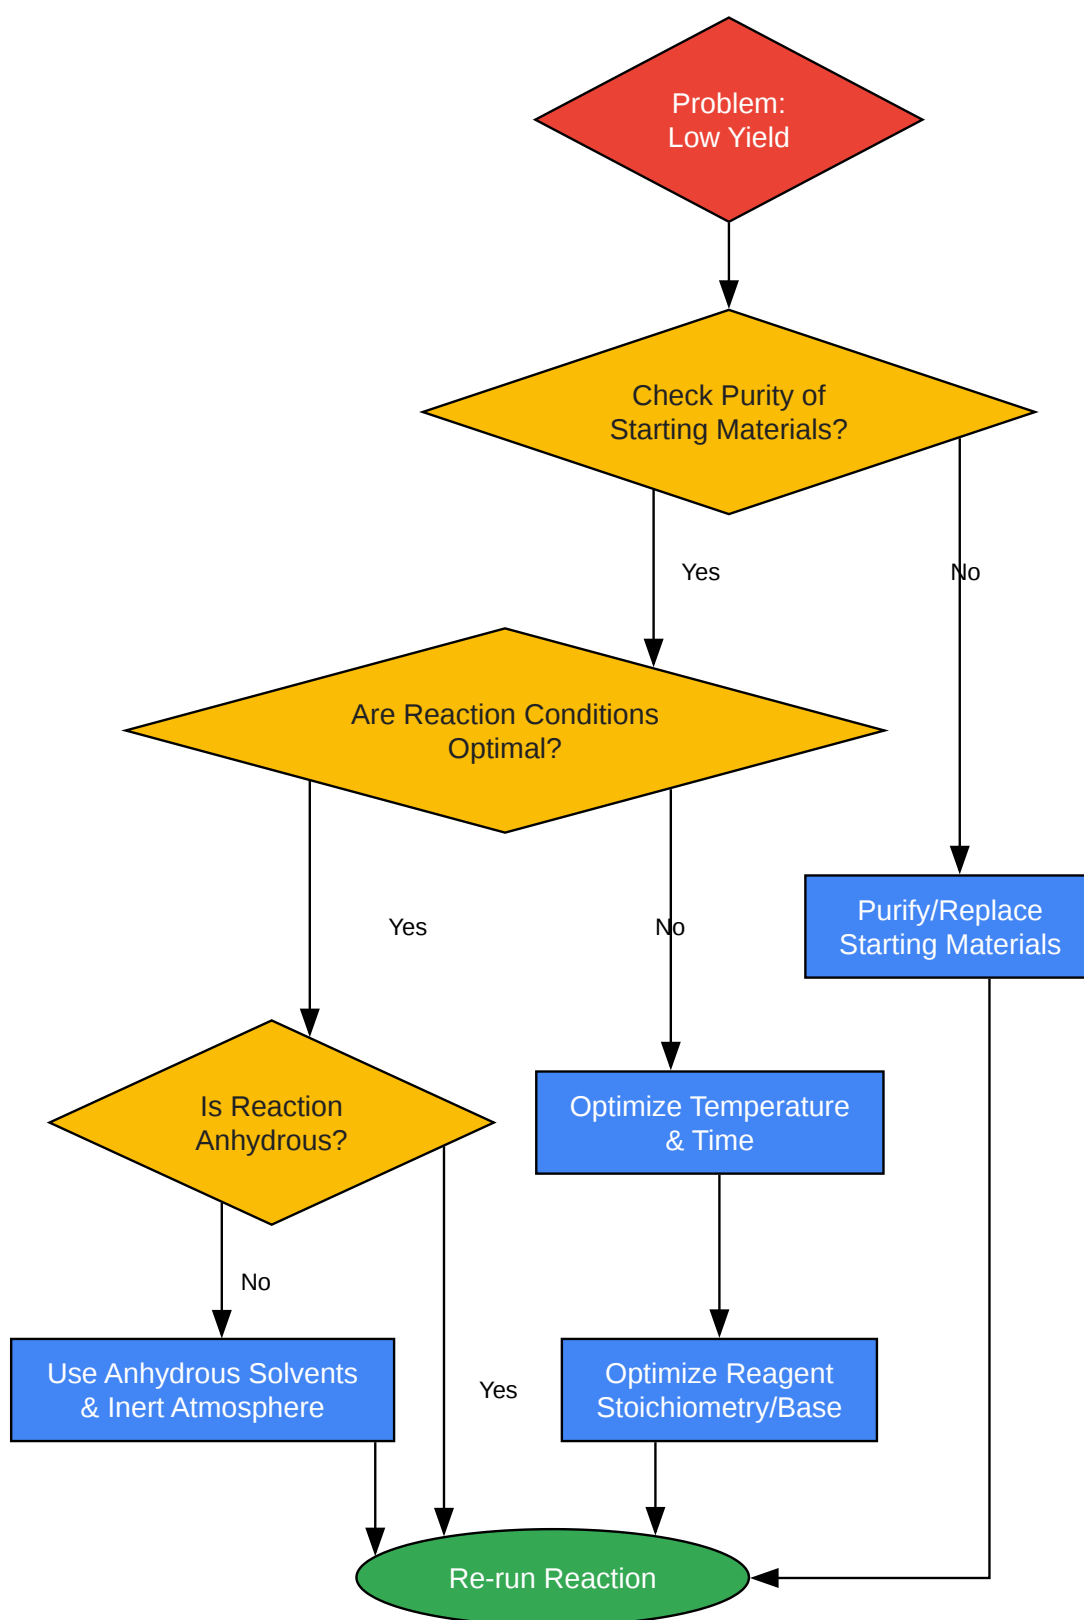 Problem:
Low Yield
Check Purity of
Starting Materials?
Yes
No
Are Reaction Conditions
Optimal?
Yes
No
Purify/Replace
Starting Materials
Is Reaction
Anhydrous?
Optimize Temperature
& Time
No
Use Anhydrous Solvents
& Inert Atmosphere
Yes
Optimize Reagent
Stoichiometry/Base
Re-run Reaction